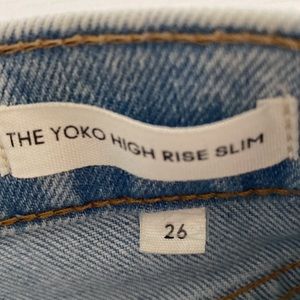 THE YOKO HIGH RISE SLIM
26